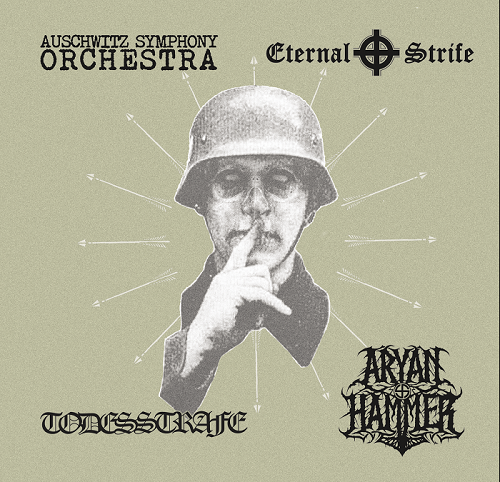 AUSCHWITZ SYMPHONY
ORCHESTRA
Eternal Strife
TODESSTRAFE
ARYAN
HAMMER